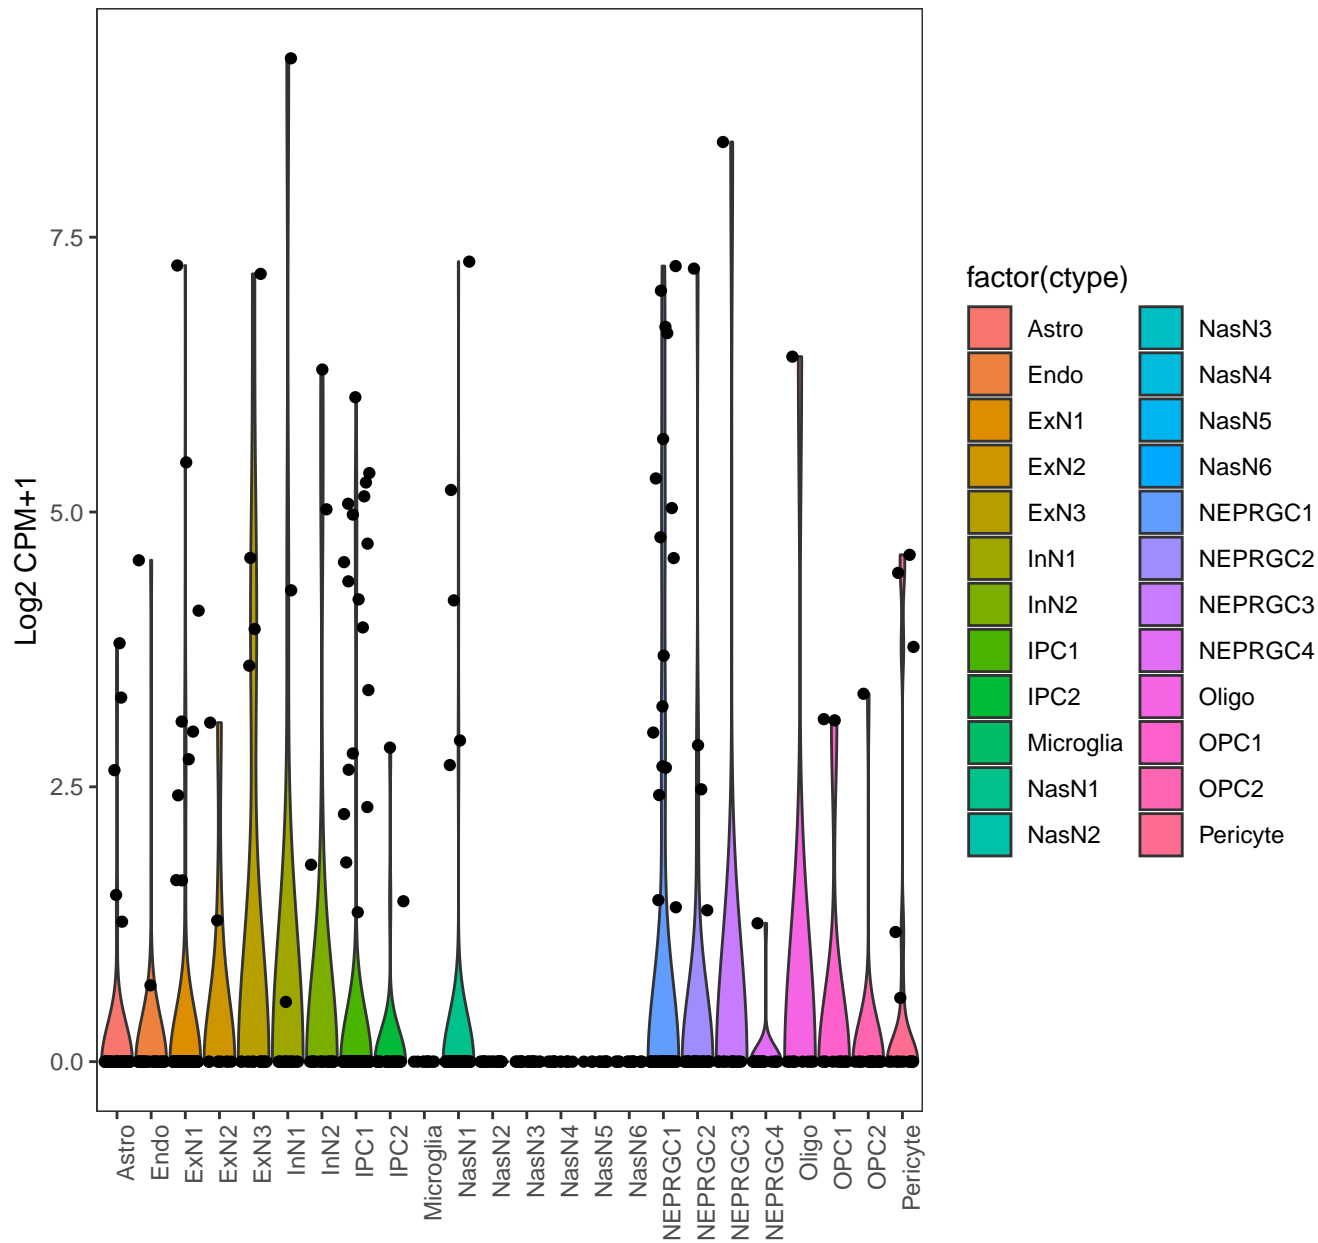 Log2 CPM+1
7.5
5.0
2.5
0.0
Astro
Endo
ExN1
ExN2
ExN3
InN1
InN2
IPC1
IPC2
Microglia
NasN1
NasN2
NasN3
NasN4
NasN5
NasN6
NEPRGC1
NEPRGC2
NEPRGC3
NEPRGC4
Oligo
OPC1
OPC2
Pericyte
factor(ctype)
Astro
Endo
ExN1
ExN2
ExN3
InN1
InN2
IPC1
IPC2
Microglia
NasN1
NasN2
NasN3
NasN4
NasN5
NasN6
NEPRGC1
NEPRGC2
NEPRGC3
NEPRGC4
Oligo
OPC1
OPC2
Pericyte